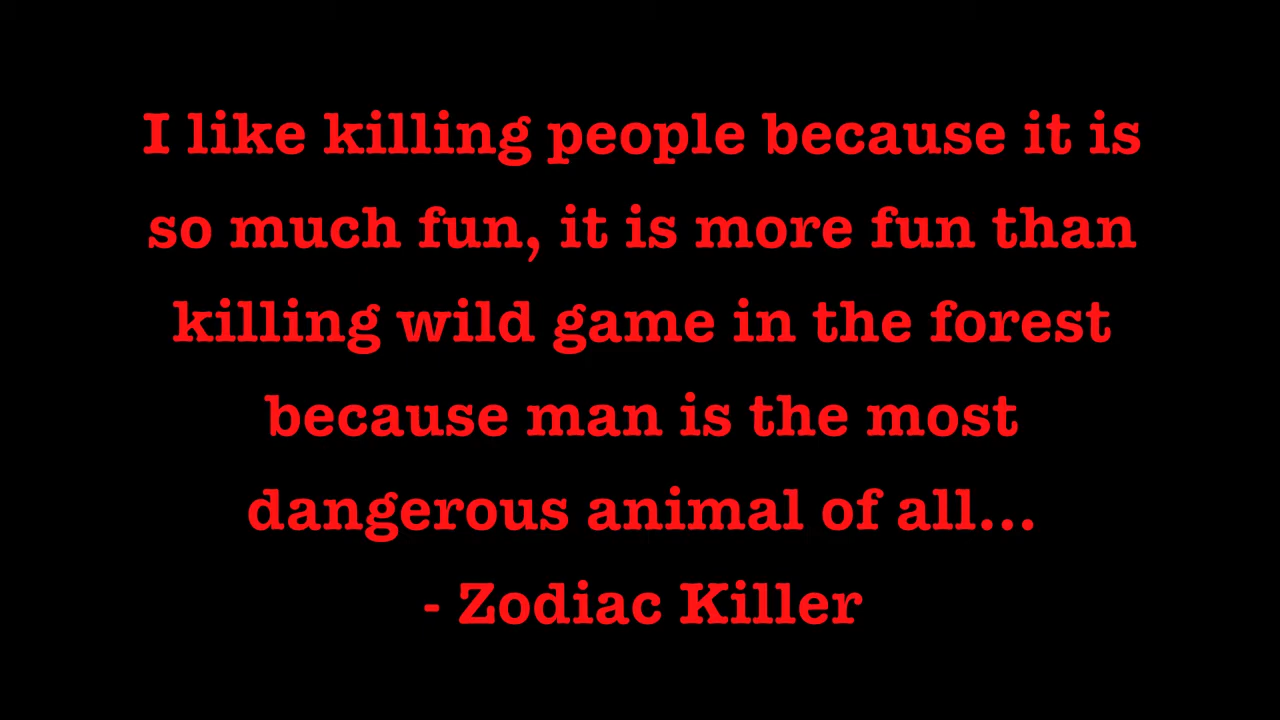 I like killing people because it is
so much fun, it is more fun than
killing wild game in the forest
because man is the most
dangerous animal of all...
- Zodiac Killer